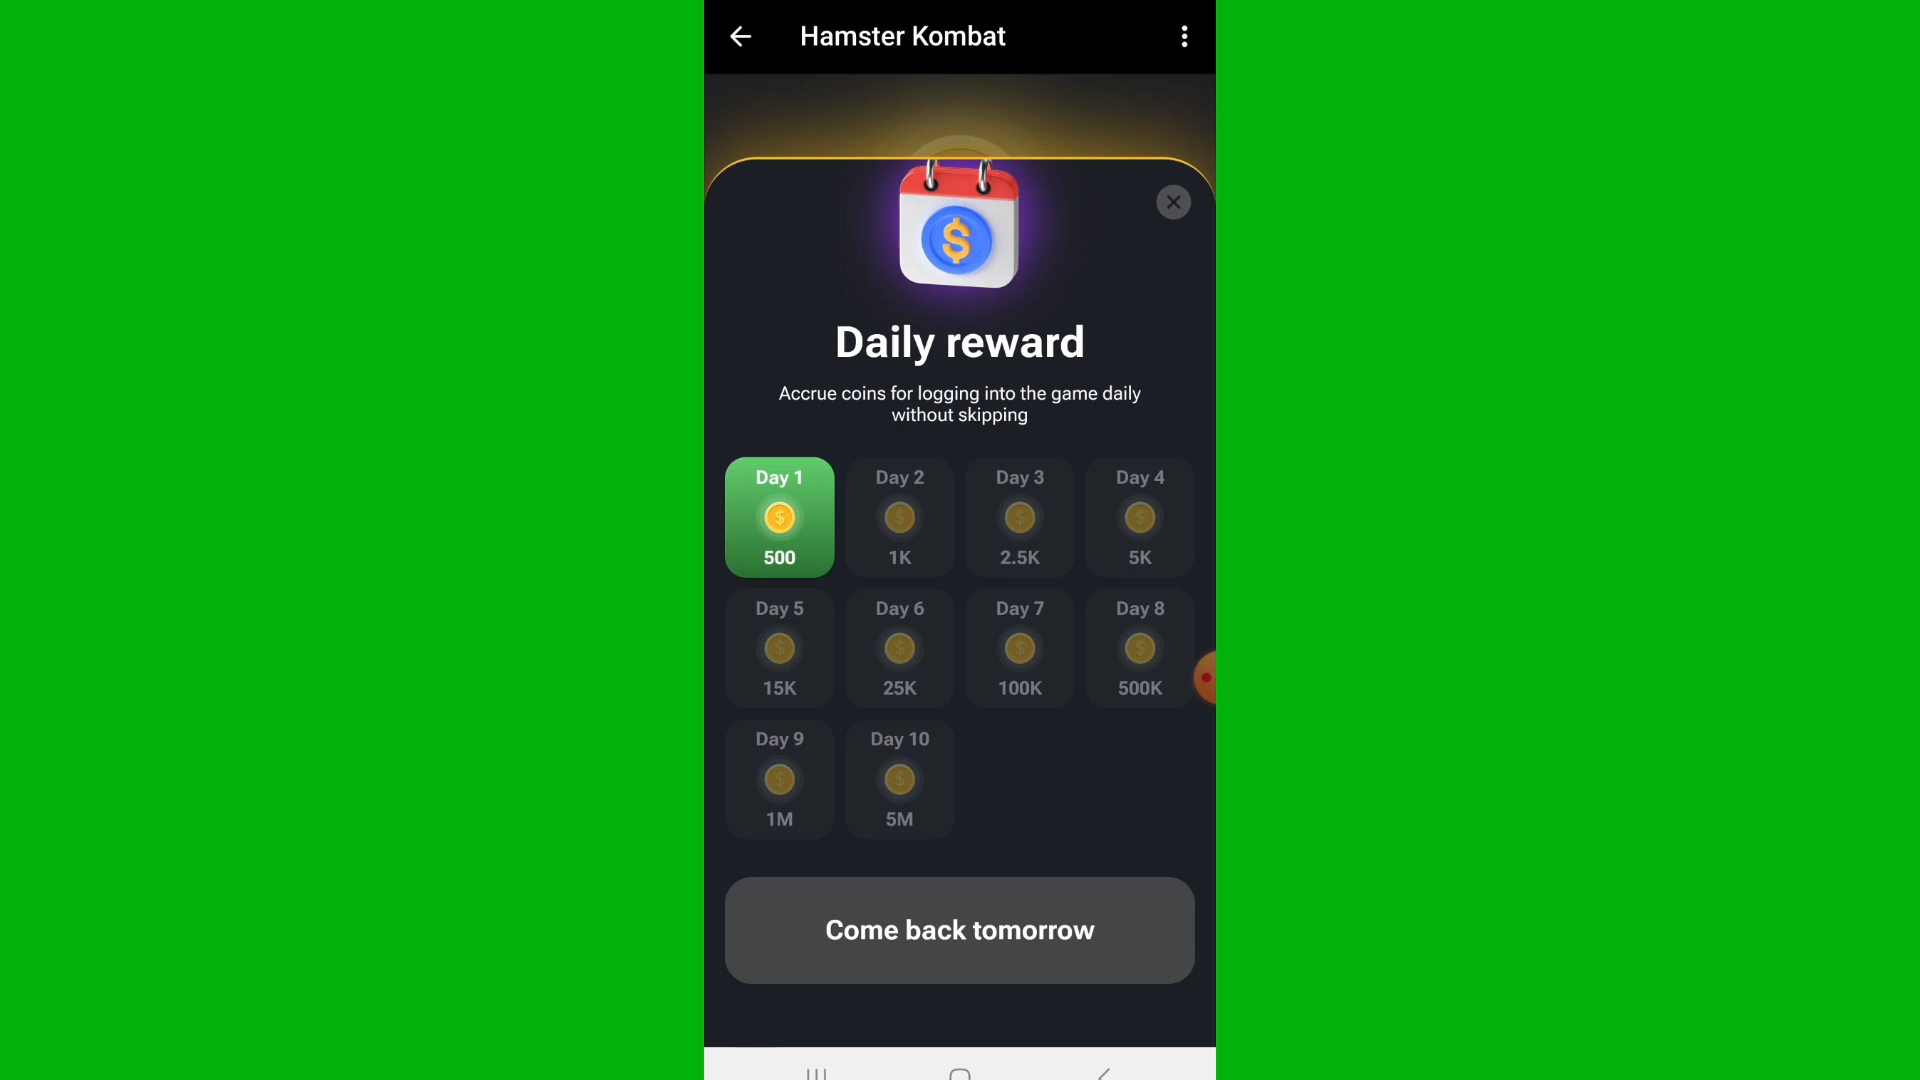 Hamster Kombat
Daily reward
Accrue coins for logging into the game daily
without skipping
Day 1
500
Day 2
1K
Day 3
2.5K
Day 4
5K
Day 5
15K
Day 6
25K
Day 7
100K
Day 8
500K
Day 9
1M
Day 10
5M
Come back tomorrow